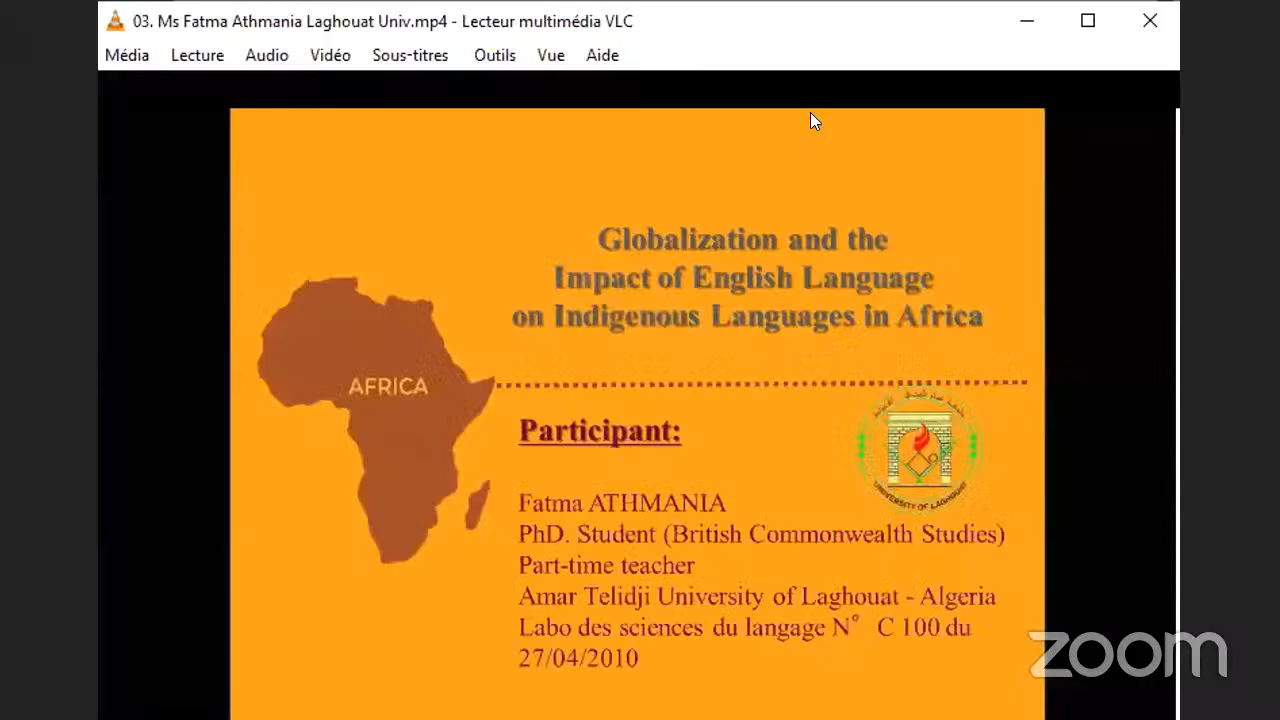 03. Ms Fatma Athmania Laghouat Univ.mp4 - Lecteur multimédia VLC
Média Lecture Audio Vidéo Sous-titres Outils Vue Aide
Globalization and the
Impact of English Language
on Indigenous Languages in Africa
AFRICA
Participant:
UNIVERSITY OF LAGHOUAT
Fatma ATHMANIA
PhD. Student (British Commonwealth Studies)
Part-time teacher
Amar Telidji University of Laghouat - Algeria
Labo des sciences du langage N° C 100 du
27/04/2010
zoom